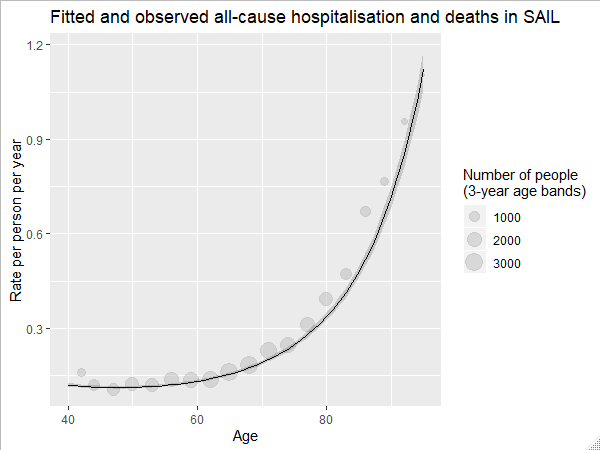 Fitted and observed all-cause hospitalisation and deaths in SAIL
1.2
0.9
0.6
0.3
Rate per person per year
40
60
80
Age
Number of people
(3-year age bands)
1000
2000
3000